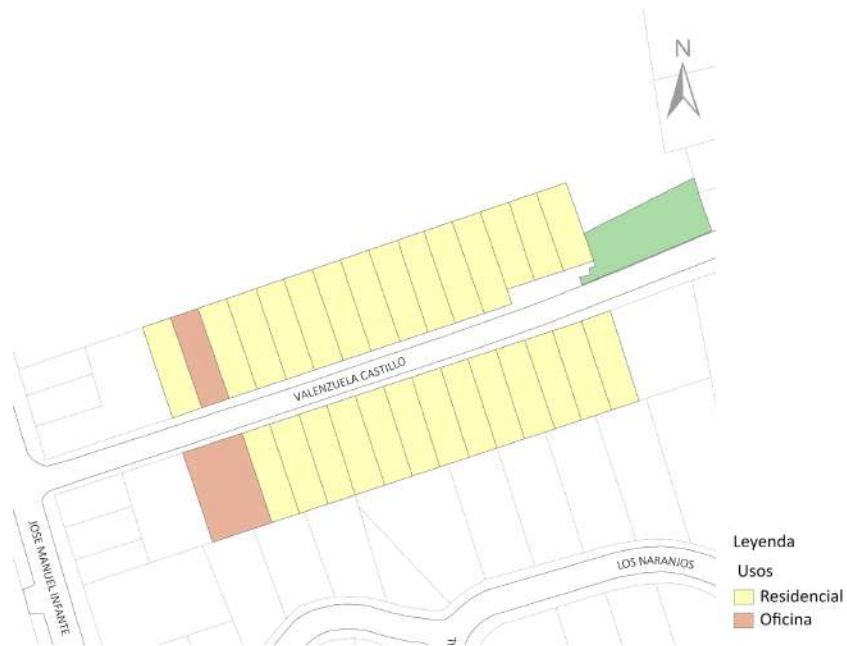 N
VALENZUELA CASTILLO
JOSE MANUEL INFANTE
LOS NARANJOS
Leyenda
Usos
Residencial
Oficina